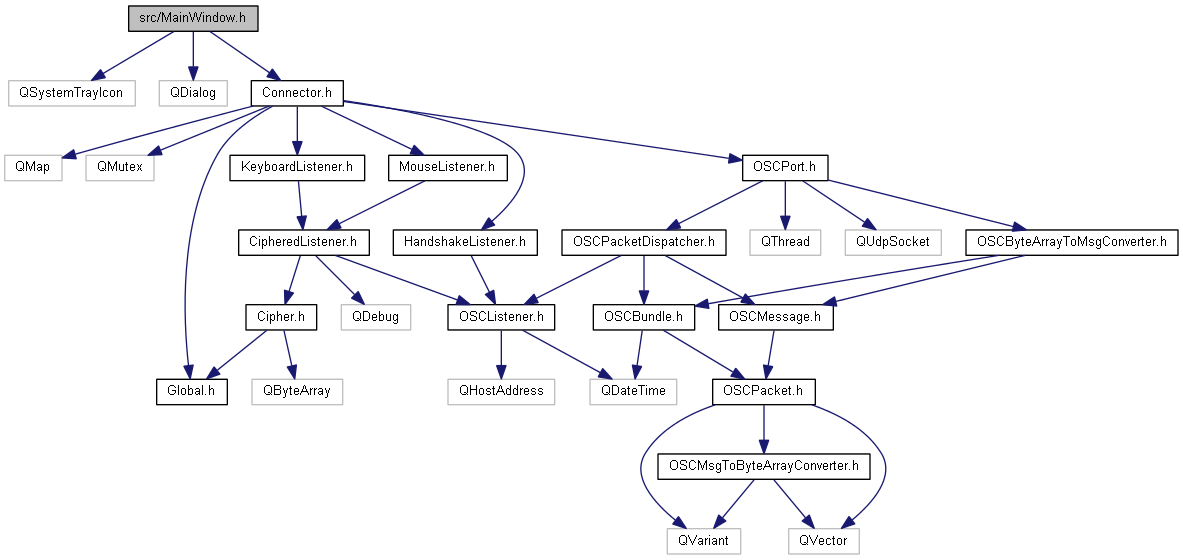 src/MainWindow.h
QSystemTrayIcon
QDialog
Connector.h
QMap
QMutex
KeyboardListener.h
MouseListener.h
OSCPort.h
CipheredListener.h
HandshakeListener.h
OSCPacketDispatcher.h
QThread
QUdpSocket
OSCByteArrayToMsgConverter.h
Cipher.h
QDebug
OSCListener.h
OSCBundle.h
OSCMessage.h
Global.h
QByteArray
QHostAddress
QDateTime
OSCPacket.h
OSCMsgToByteArrayConverter.h
QVariant
QVector